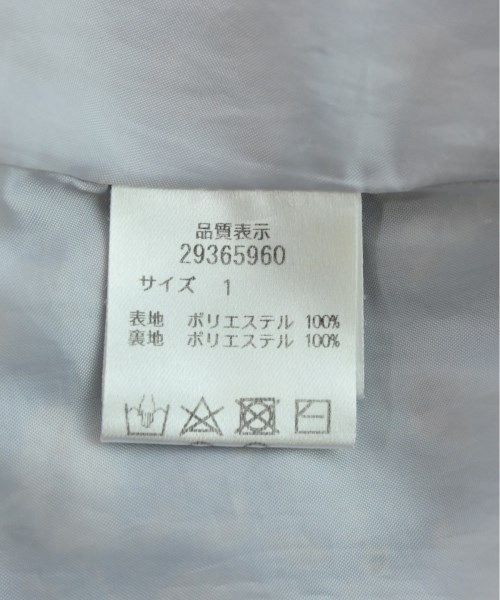 品質表示
29365960
サイズ 1
表地 ポリエステル 100%
裏地 ポリエステル 100%